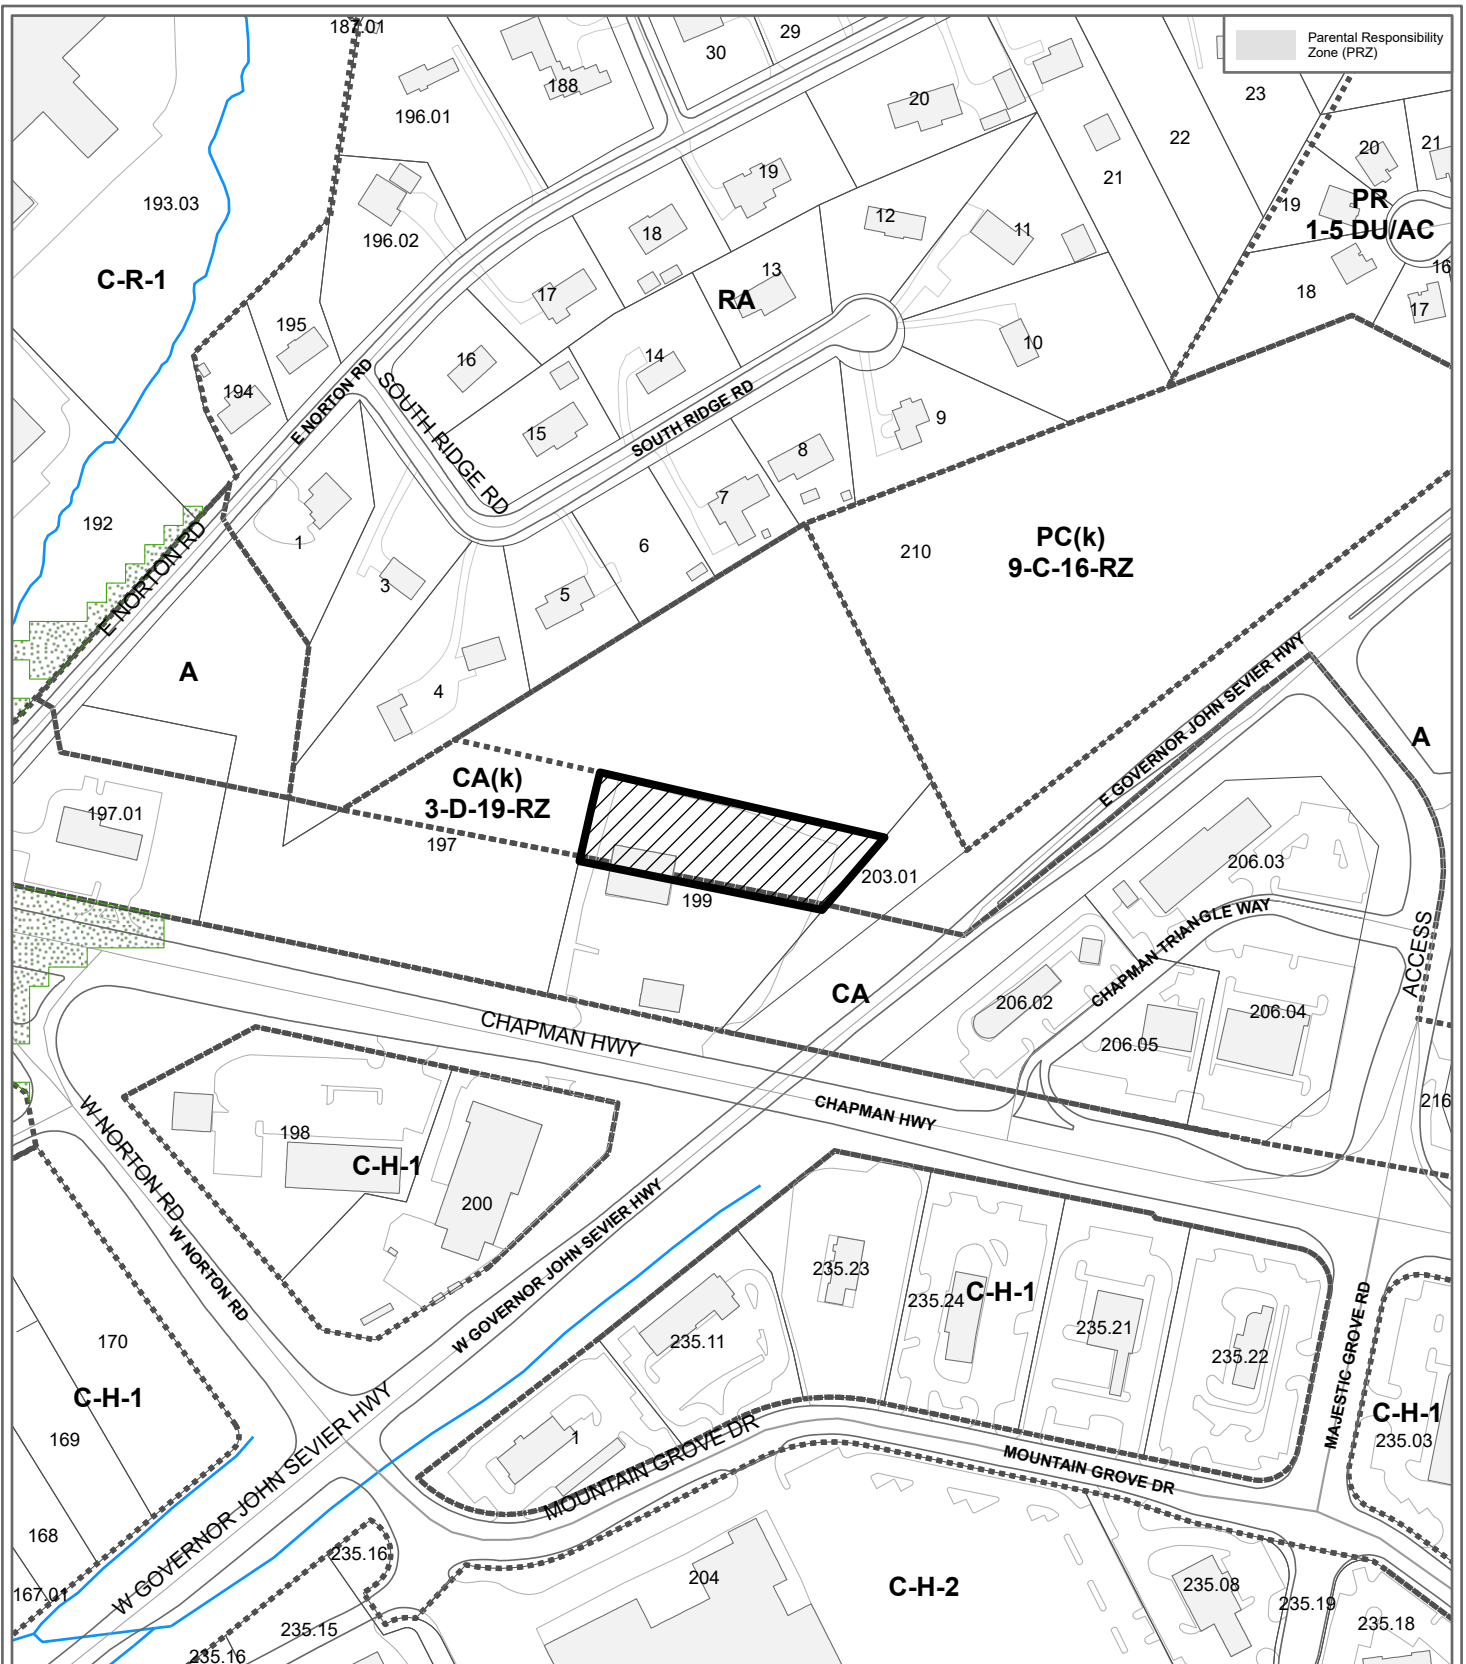 Parental Responsibility
Zone (PRZ)
187.01
29
30
188
196.01
20
23
22
20
21
193.03
19
21
PR
1-5 DU/AC
19
196.02
18
12
11
C-R-1
13
16
17
RA
18
17
195
10
14
16
194
E NORTON RD
SOUTH RIDGE RD
SOUTH RIDGE RD
9
15
8
7
192
E NORTON RD
1
6
210
PC(k)
9-C-16-RZ
3
5
A
4
E GOVERNOR JOHN SEVIER HWY
A
CA(k)
3-D-19-RZ
197.01
197
203.01
206.03
199
CHAPMAN TRIANGLE WAY
ACCESS
CA
206.02
206.04
206.05
CHAPMAN HWY
CHAPMAN HWY
216
W NORTON RD
198
C-H-1
200
W NORTON RD
W GOVERNOR JOHN SEVIER HWY
235.23
235.24
C-H-1
235.21
235.22
MAJESTIC GROVE RD
235.11
170
C-H-1
C-H-1
235.03
169
W GOVERNOR JOHN SEVIER HWY
1
MOUNTAIN GROVE DR
MOUNTAIN GROVE DR
168
235.16
204
C-H-2
235.08
167.01
235.19
235.18
235.15
235.16